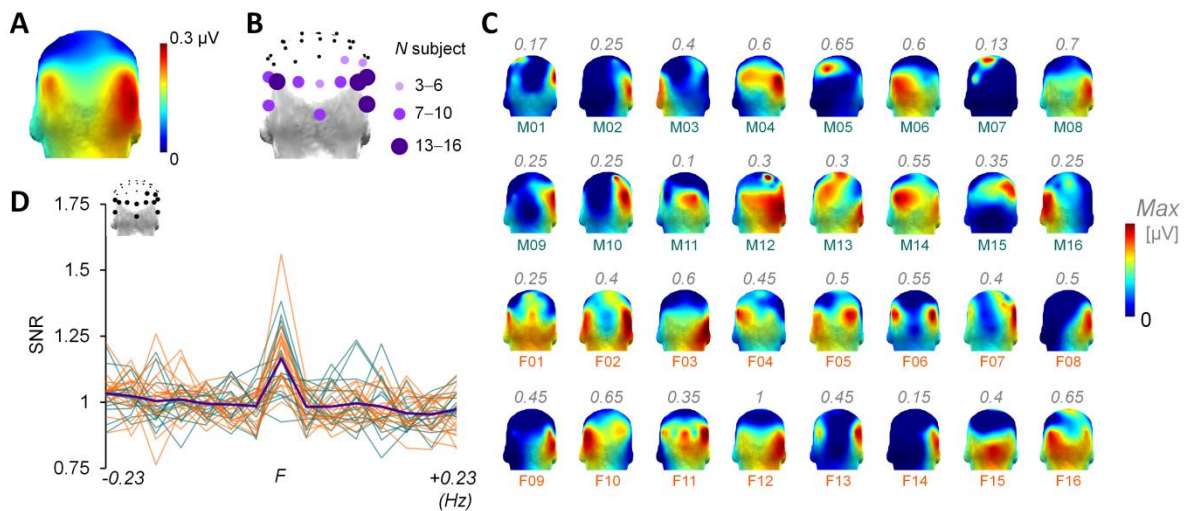 A
0.3 µV
0
B
N subject
3–6
7–10
13–16
C
0.17 0.25 0.4 0.6 0.65 0.6 0.13 0.7
M01 M02 M03 M04 M05 M06 M07 M08
0.25 0.25 0.1 0.3 0.3 0.55 0.35 0.25
M09 M10 M11 M12 M13 M14 M15 M16
0.25 0.4 0.6 0.45 0.5 0.55 0.4 0.5
F01 F02 F03 F04 F05 F06 F07 F08
0.45 0.65 0.35 1 0.45 0.15 0.4 0.65
F09 F10 F11 F12 F13 F14 F15 F16
Max
[µV]
0
D
1.75
1.5
1.25
1
0.75
SNR
-0.23 F +0.23
(Hz)